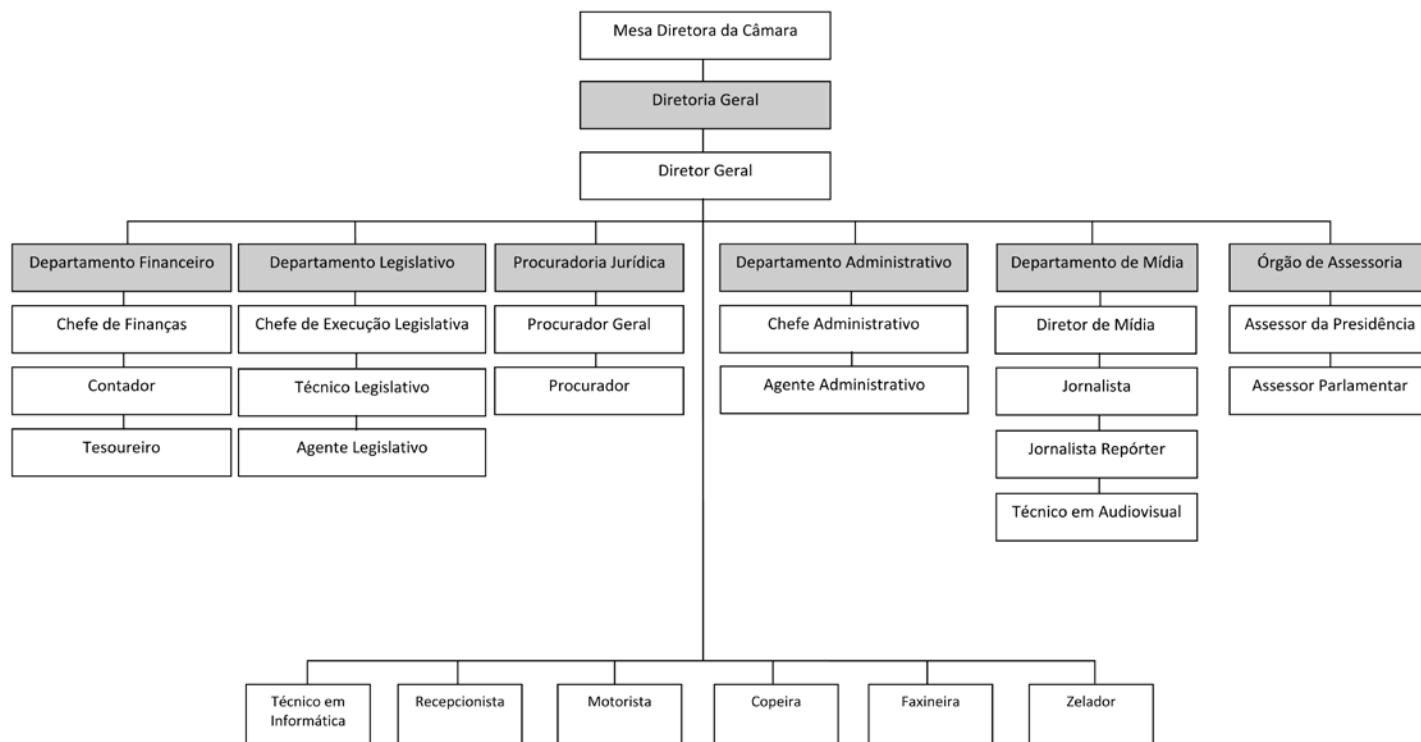 Mesa Diretora da Câmara
Diretoria Geral
Diretor Geral
Departamento Financeiro
Departamento Legislativo
Procuradoria Jurídica
Departamento Administrativo
Departamento de Mídia
Órgão de Assessoria
Chefe de Finanças
Chefe de Execução Legislativa
Procurador Geral
Chefe Administrativo
Diretor de Mídia
Assessor da Presidência
Contador
Técnico Legislativo
Procurador
Agente Administrativo
Jornalista
Assessor Parlamentar
Tesoureiro
Agente Legislativo
Jornalista Repórter
Técnico em Audiovisual
Técnico em
Informática
Recepcionista
Motorista
Copeira
Faxineira
Zelador